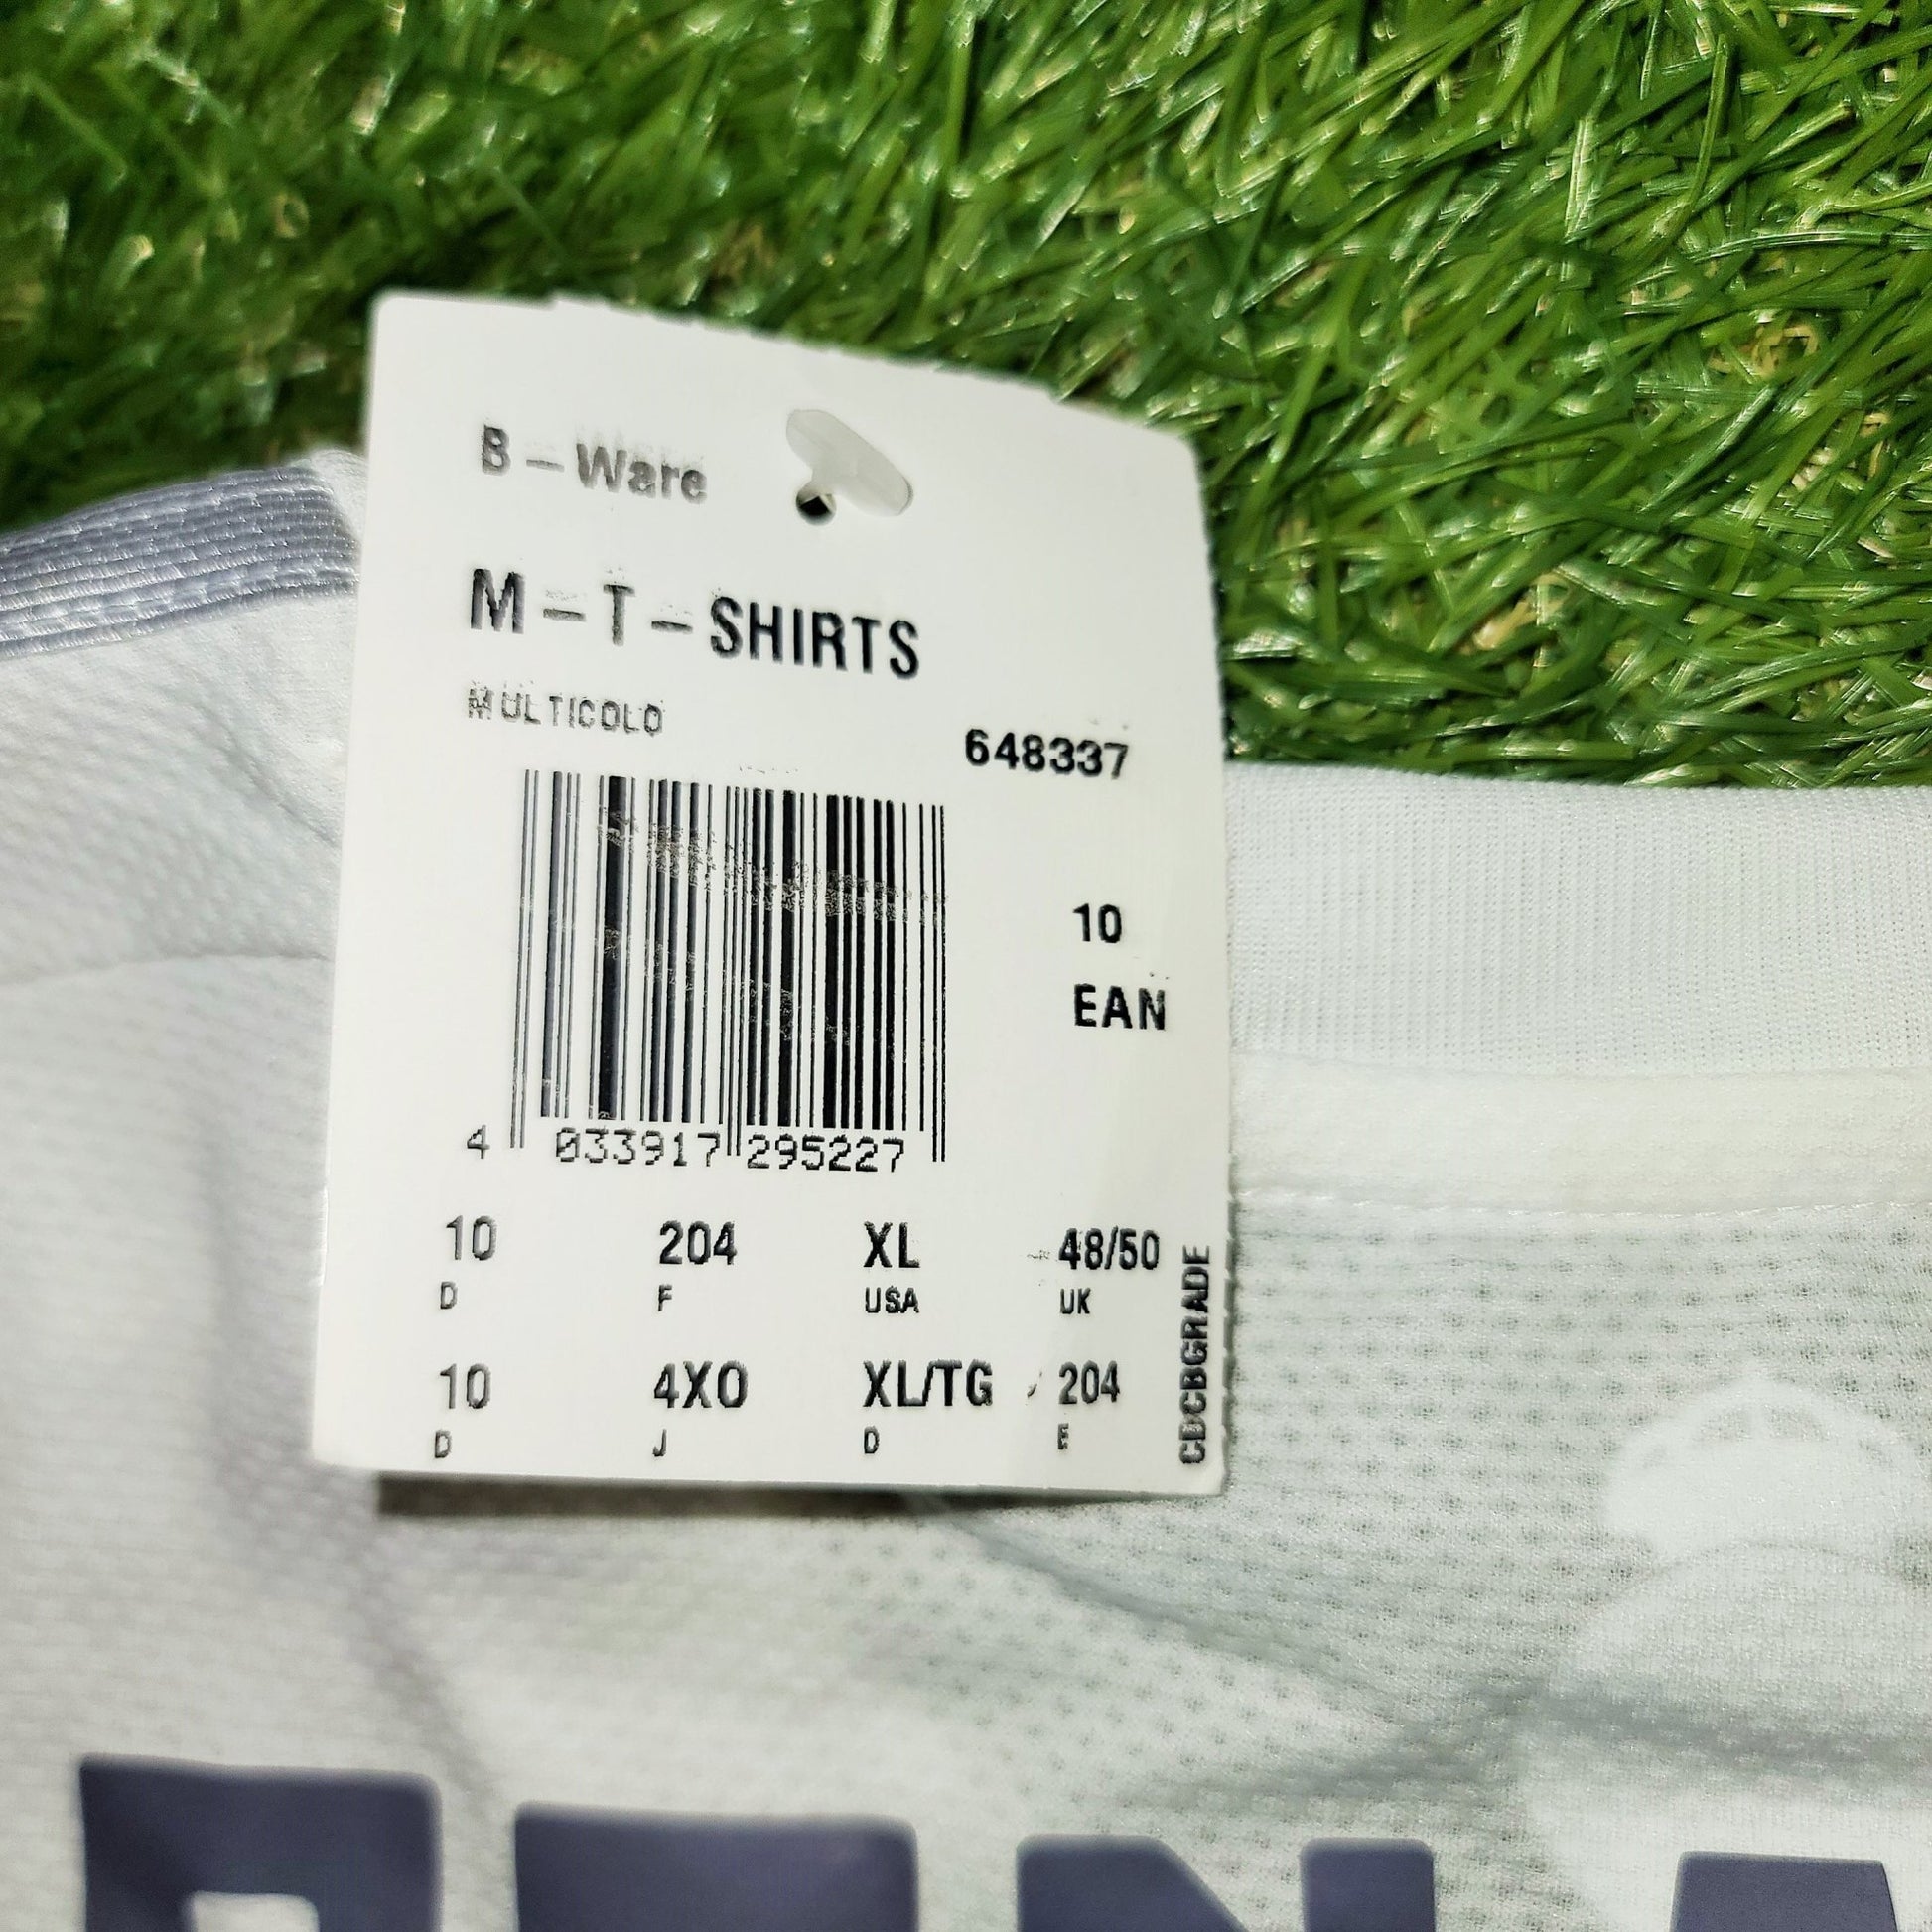 B – Ware
M – T – SHIRTS
MULTICOLO
648337
10
EAN
4 033917 295227
10 204 XL 48/50
D F USA UK
10 4XO XL/TG 204
D J D E
CDCBGRADE